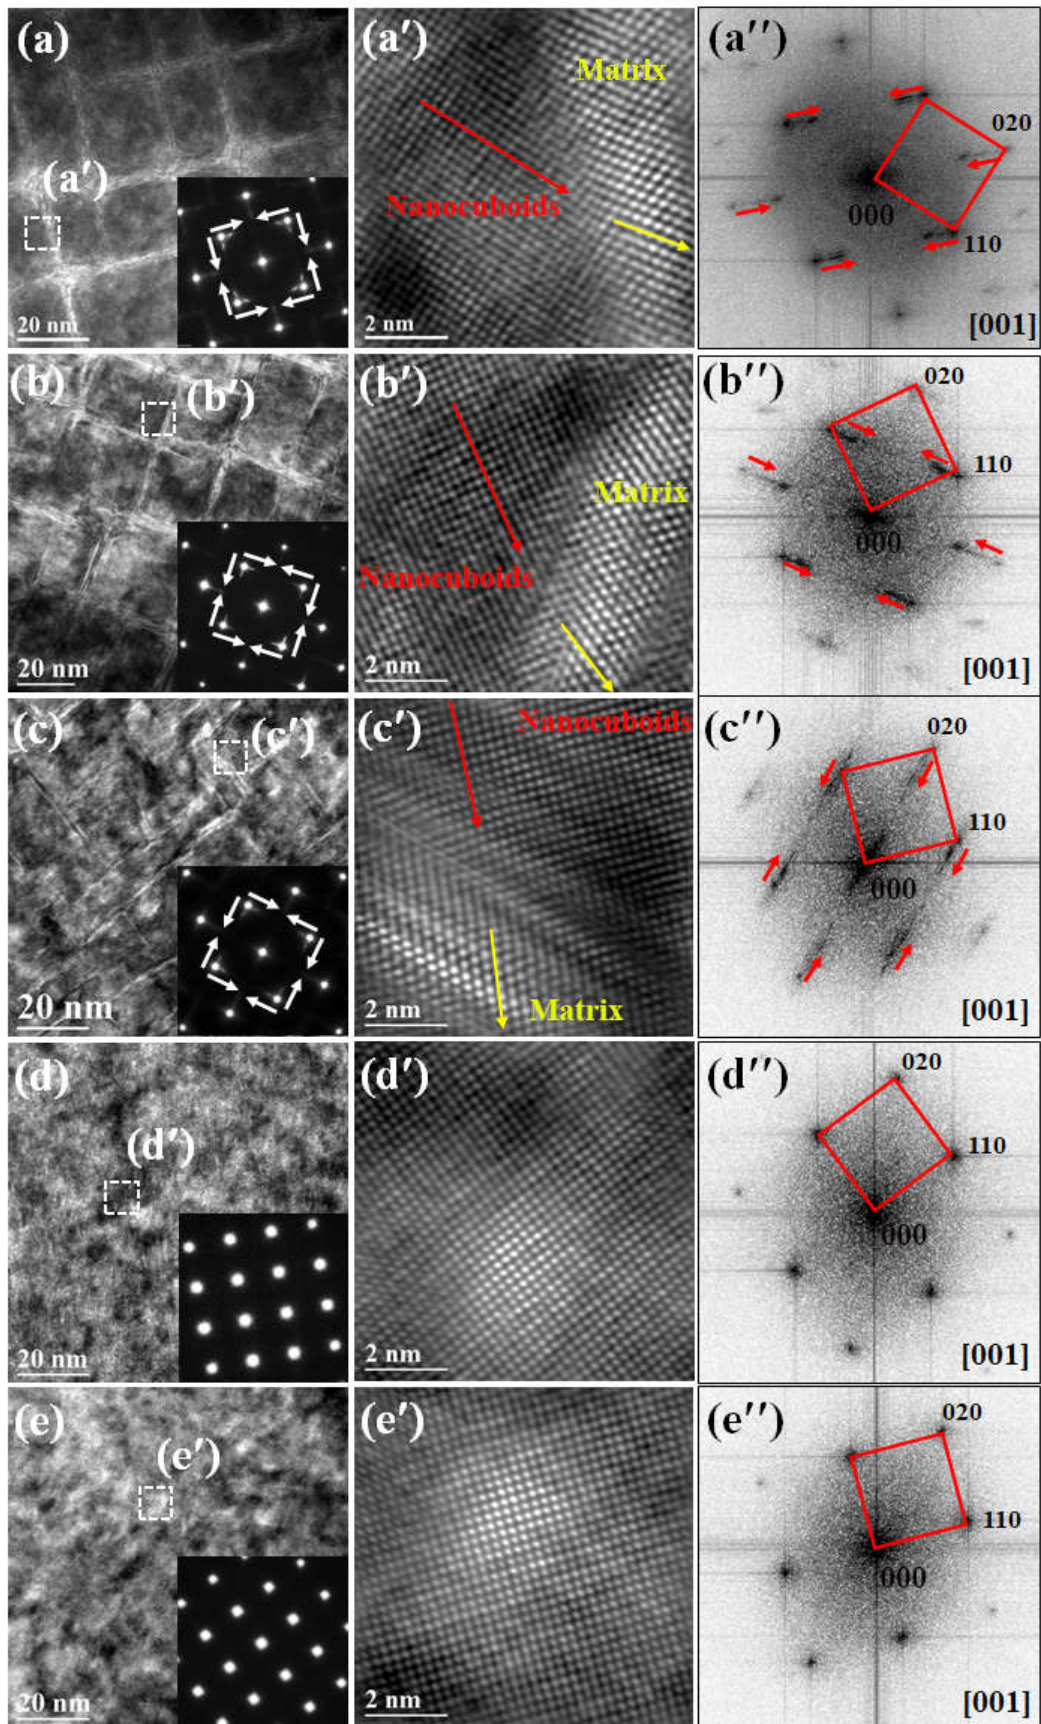 (a)
(a′)
20 nm
(a′)
Matrix
Nanocuboids
2 nm
(a′′)
020
000
110
[001]
(b)
(b′)
20 nm
(b′)
Matrix
Nanocuboids
2 nm
(b′′)
020
110
000
[001]
(c)
(c′)
20 nm
(c′)
Nanocuboids
Matrix
2 nm
(c′′)
020
110
000
[001]
(d)
(d′)
20 nm
(d′)
2 nm
(d′′)
020
110
000
[001]
(e)
(e′)
20 nm
(e′)
2 nm
(e′′)
020
110
000
[001]